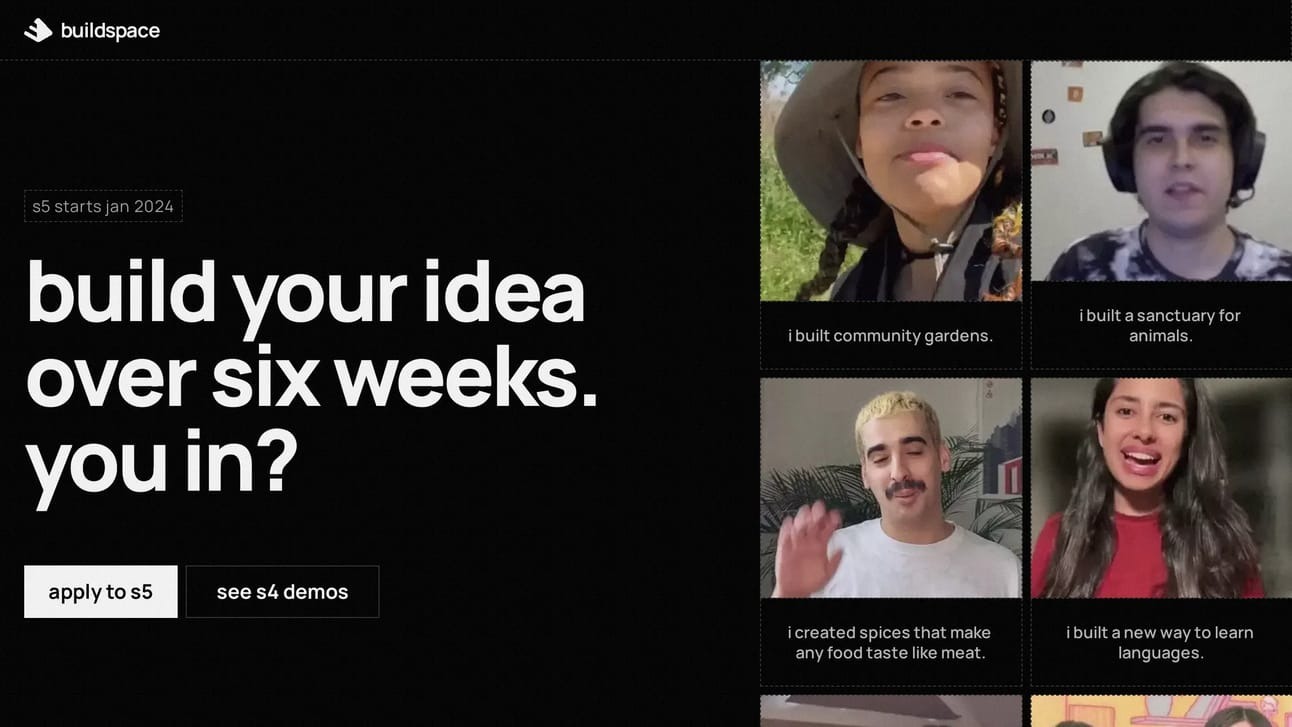 buildspace
s5 starts jan 2024
build your idea
over six weeks.
you in?
apply to s5
see s4 demos
i built community gardens.
i built a sanctuary for
animals.
i created spices that make
any food taste like meat.
i built a new way to learn
languages.